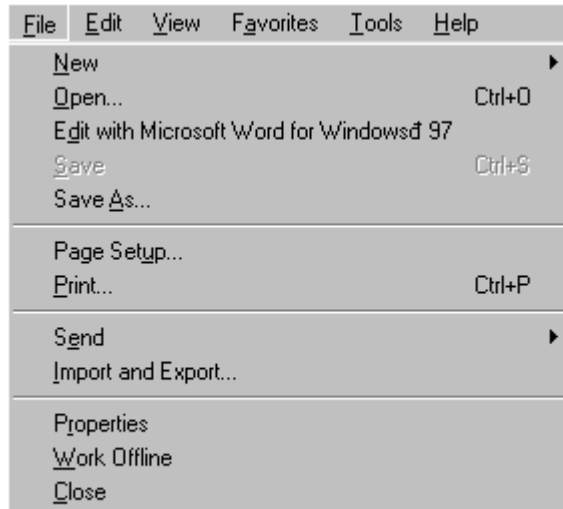 File Edit View Favorites Tools Help
New
Open... Ctrl+O
Edit with Microsoft Word for Windowsđ 97
Save Ctrl+S
Save As...
Page Setup...
Print... Ctrl+P
Send
Import and Export...
Properties
Work Offline
Close